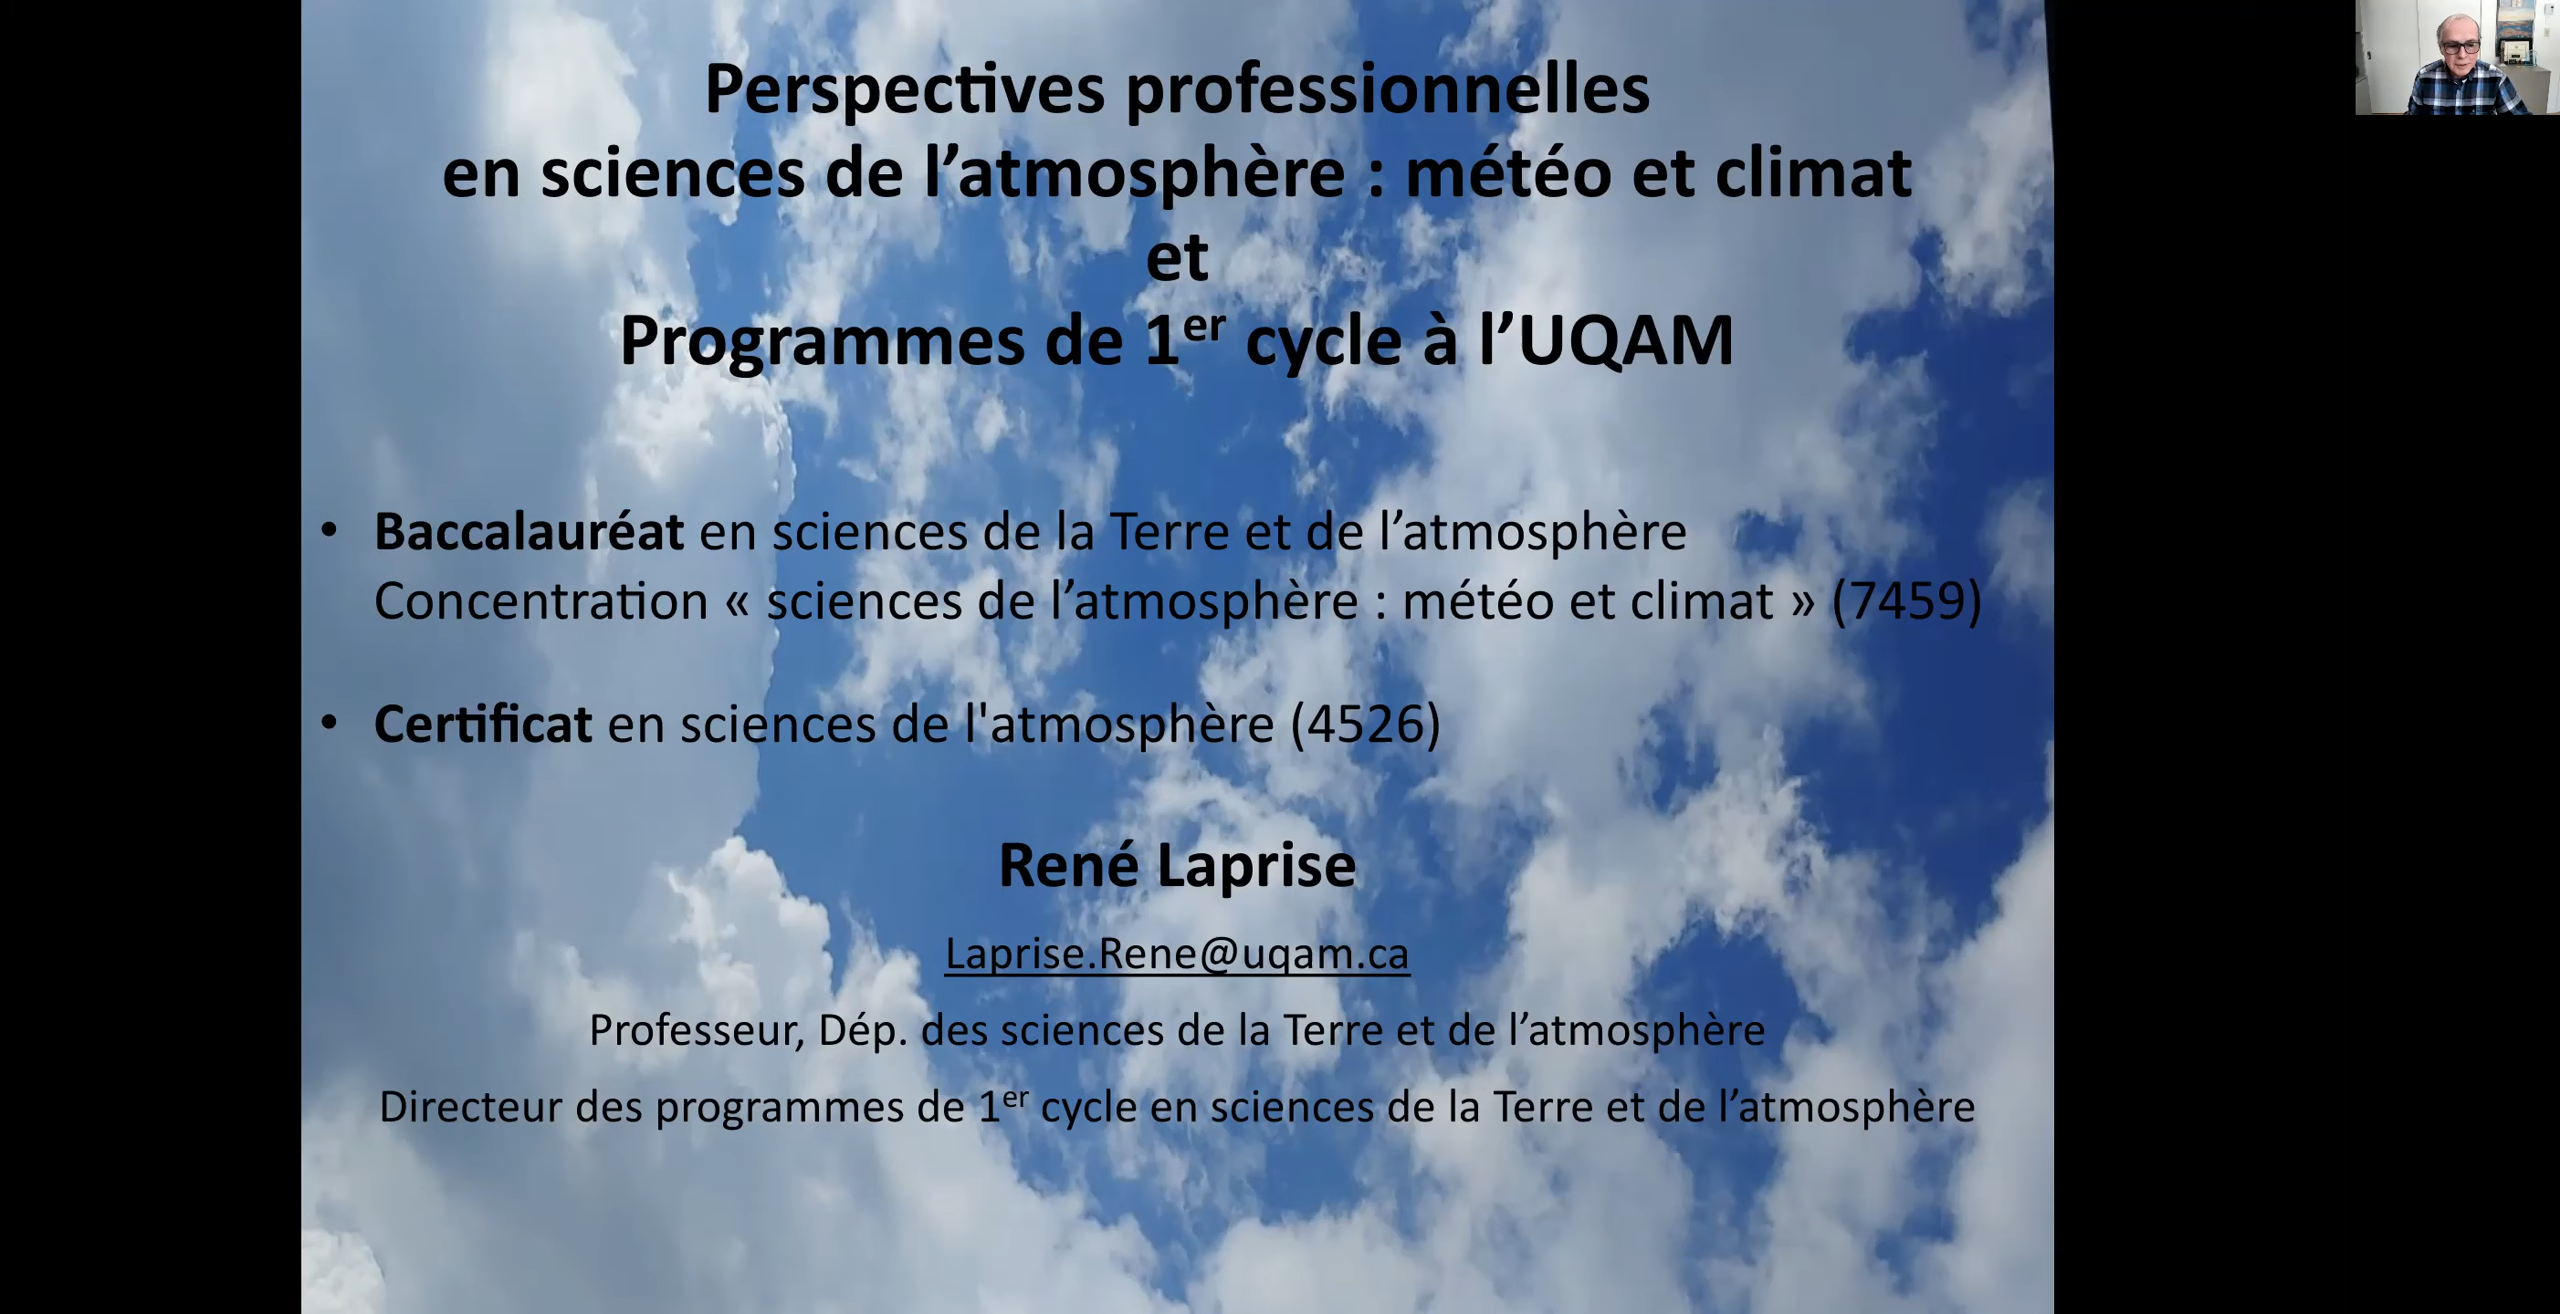 Perspectives professionnelles
en sciences de l’atmosphère : météo et climat
et
Programmes de 1er cycle à l’UQAM
• Baccalauréat en sciences de la Terre et de l’atmosphère
Concentration « sciences de l’atmosphère : météo et climat » (7459)
• Certificat en sciences de l'atmosphère (4526)
René Laprise
Laprise.Rene@uqam.ca
Professeur, Dép. des sciences de la Terre et de l’atmosphère
Directeur des programmes de 1er cycle en sciences de la Terre et de l’atmosphère